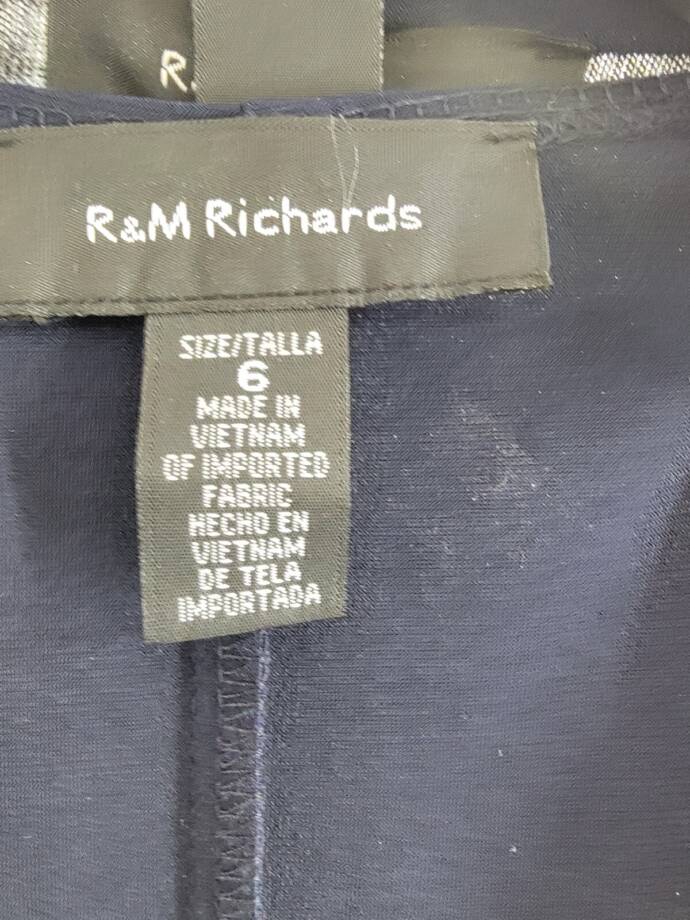 R.
R&M Richards
SIZE/TALLA
6
MADE IN
VIETNAM
OF IMPORTED
FABRIC
HECHO EN
VIETNAM
DE TELA
IMPORTADA